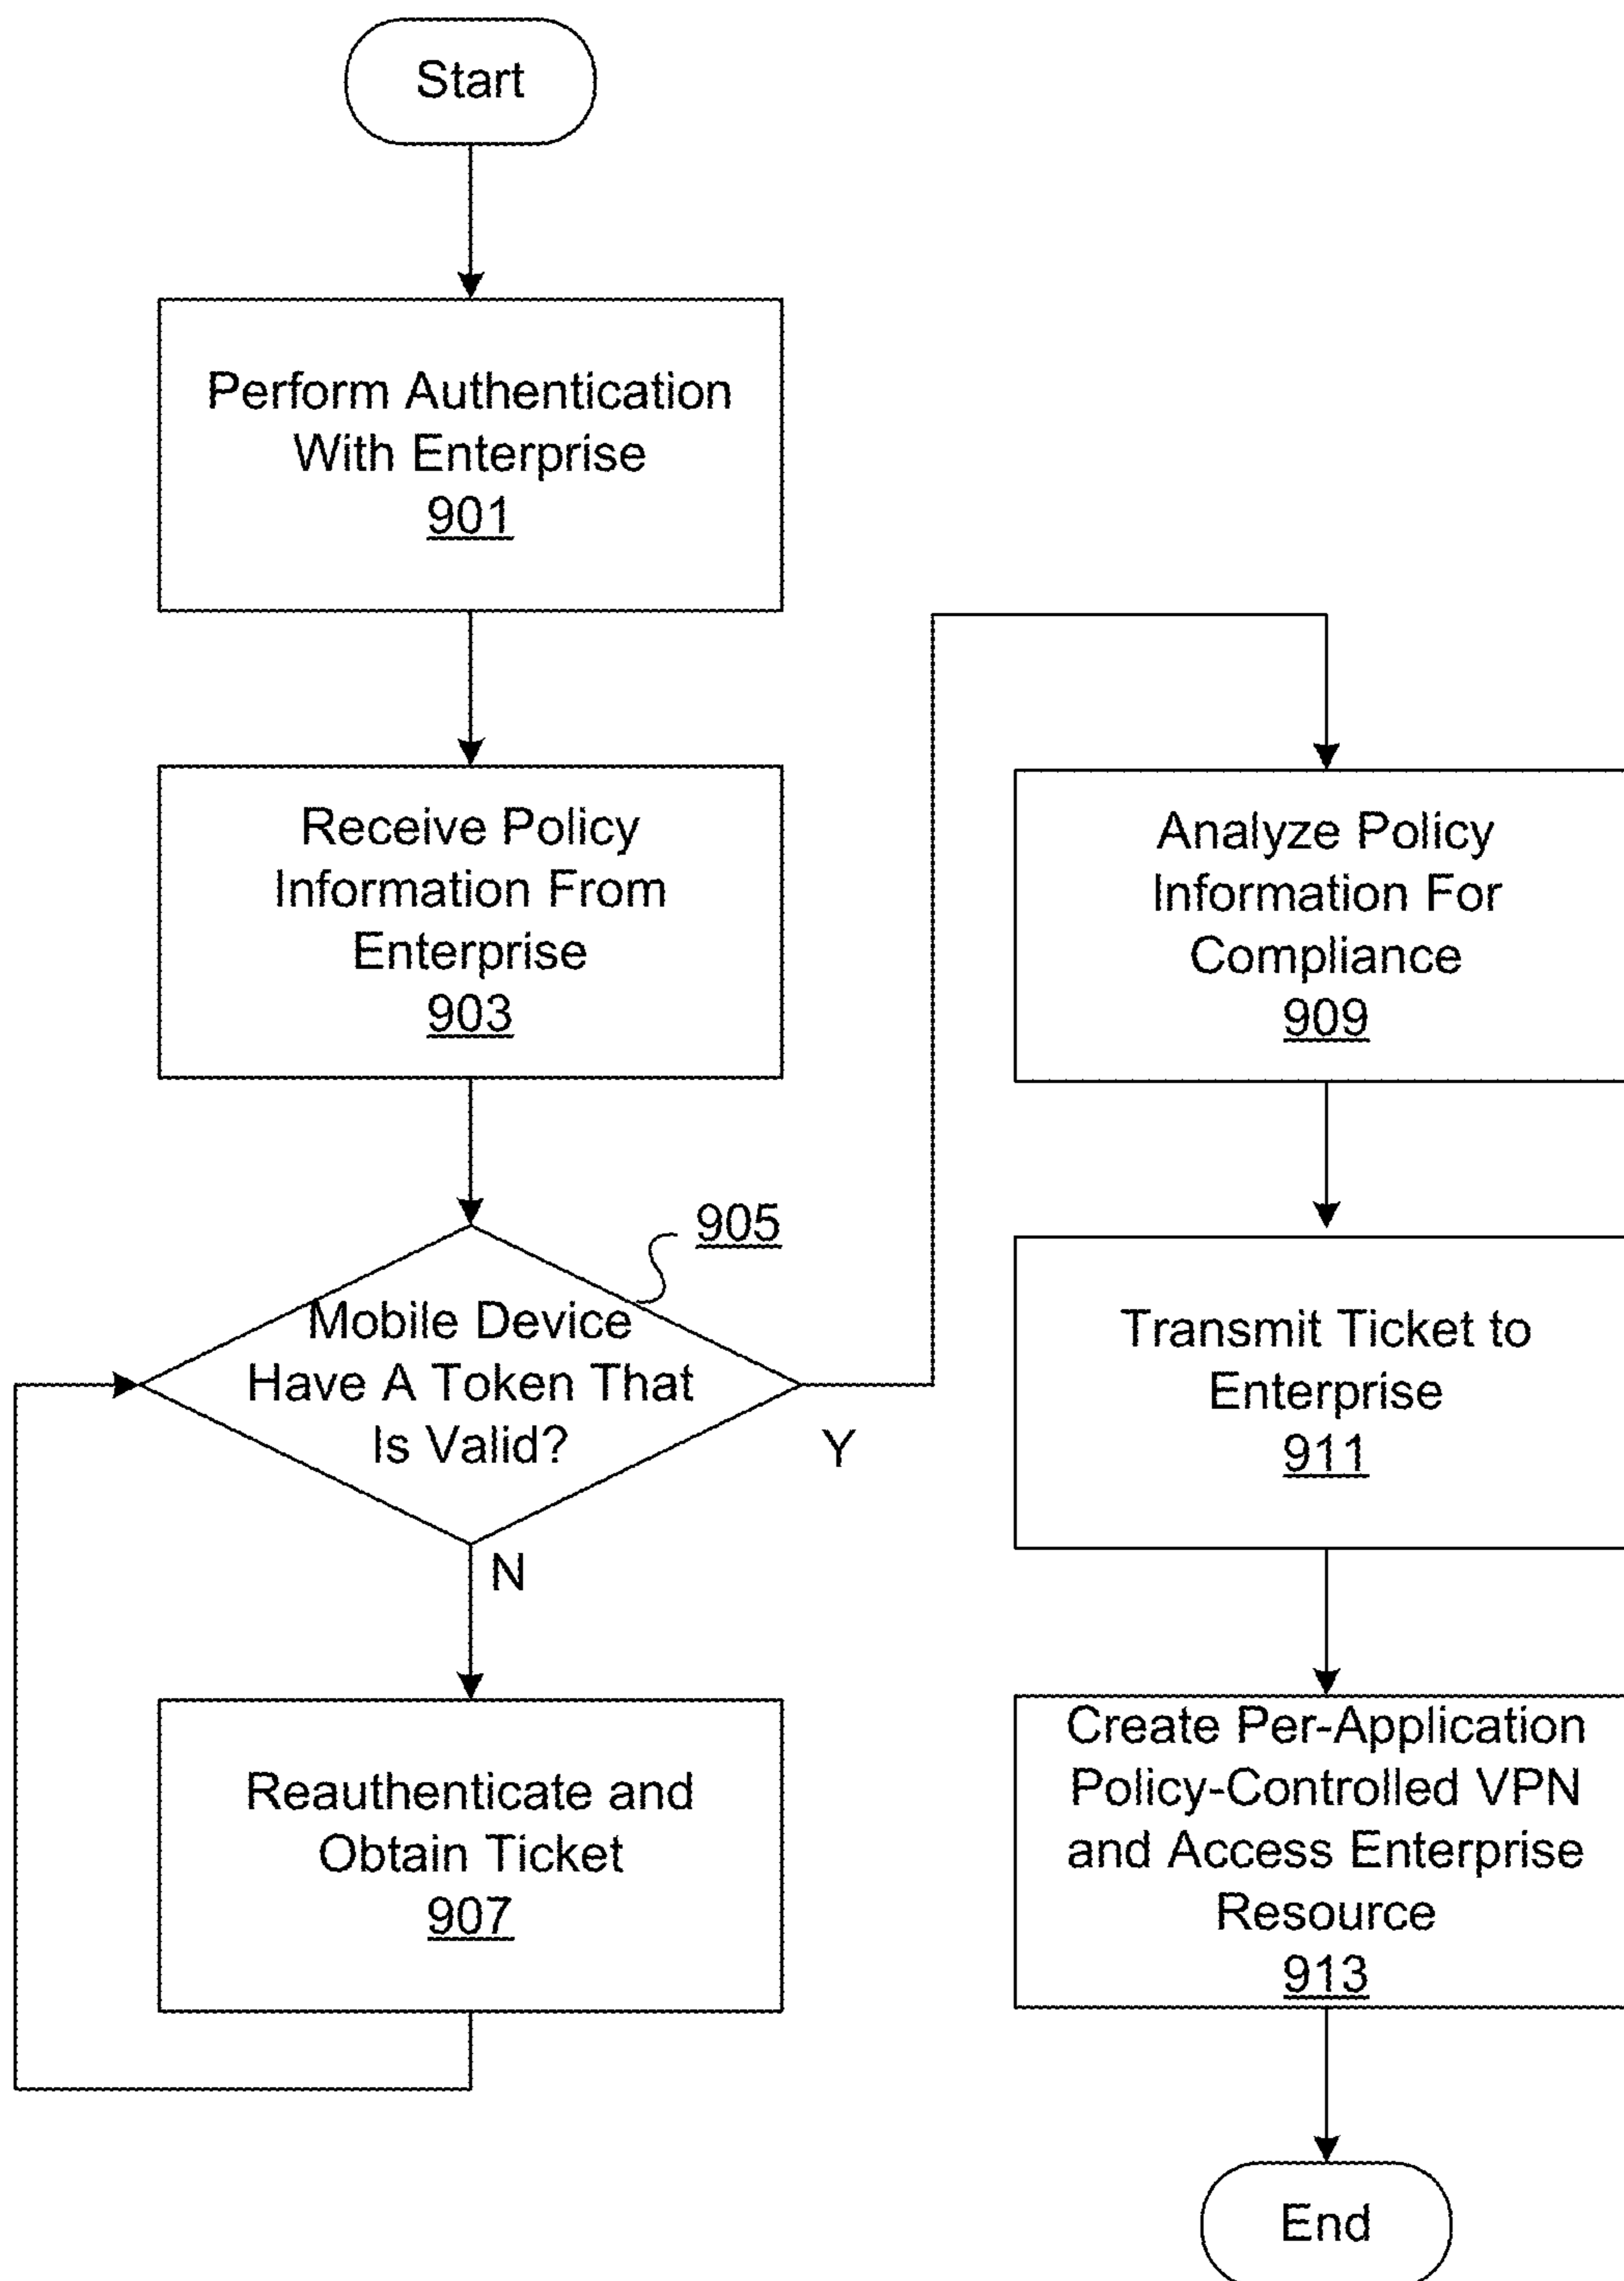 Start
Perform Authentication
With Enterprise
901
Receive Policy
Information From
Enterprise
903
905
Mobile Device
Have A Token That
Is Valid?
Y
N
Reauthenticate and
Obtain Ticket
907
Analyze Policy
Information For
Compliance
909
Transmit Ticket to
Enterprise
911
Create Per-Application
Policy-Controlled VPN
and Access Enterprise
Resource
913
End